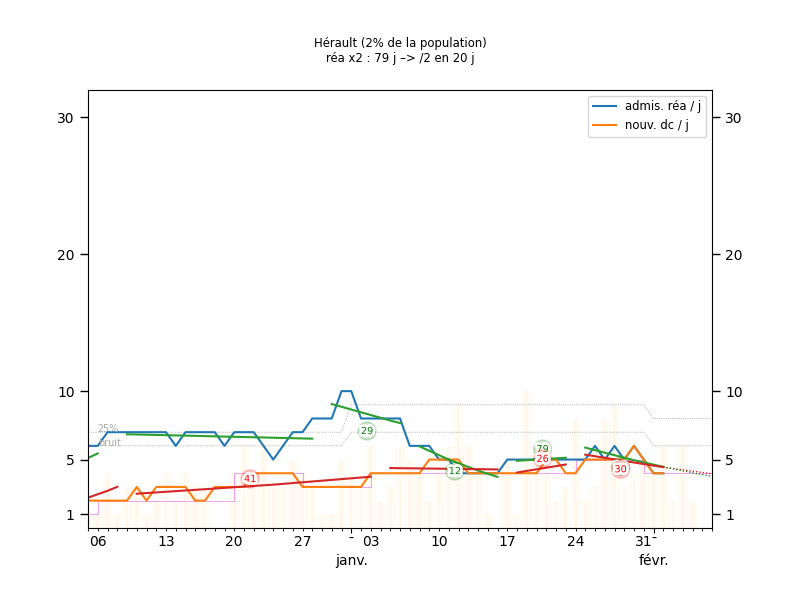 Hérault (2% de la population)
réa x2 : 79 j –> /2 en 20 j
admis. réa / j
nouv. dc / j
30 30
20 20
10 10
25%
bruit
5 5
1 1
29
12
79
26
30
41
06 13 20 27 03 10 17 24 31
janv. févr.